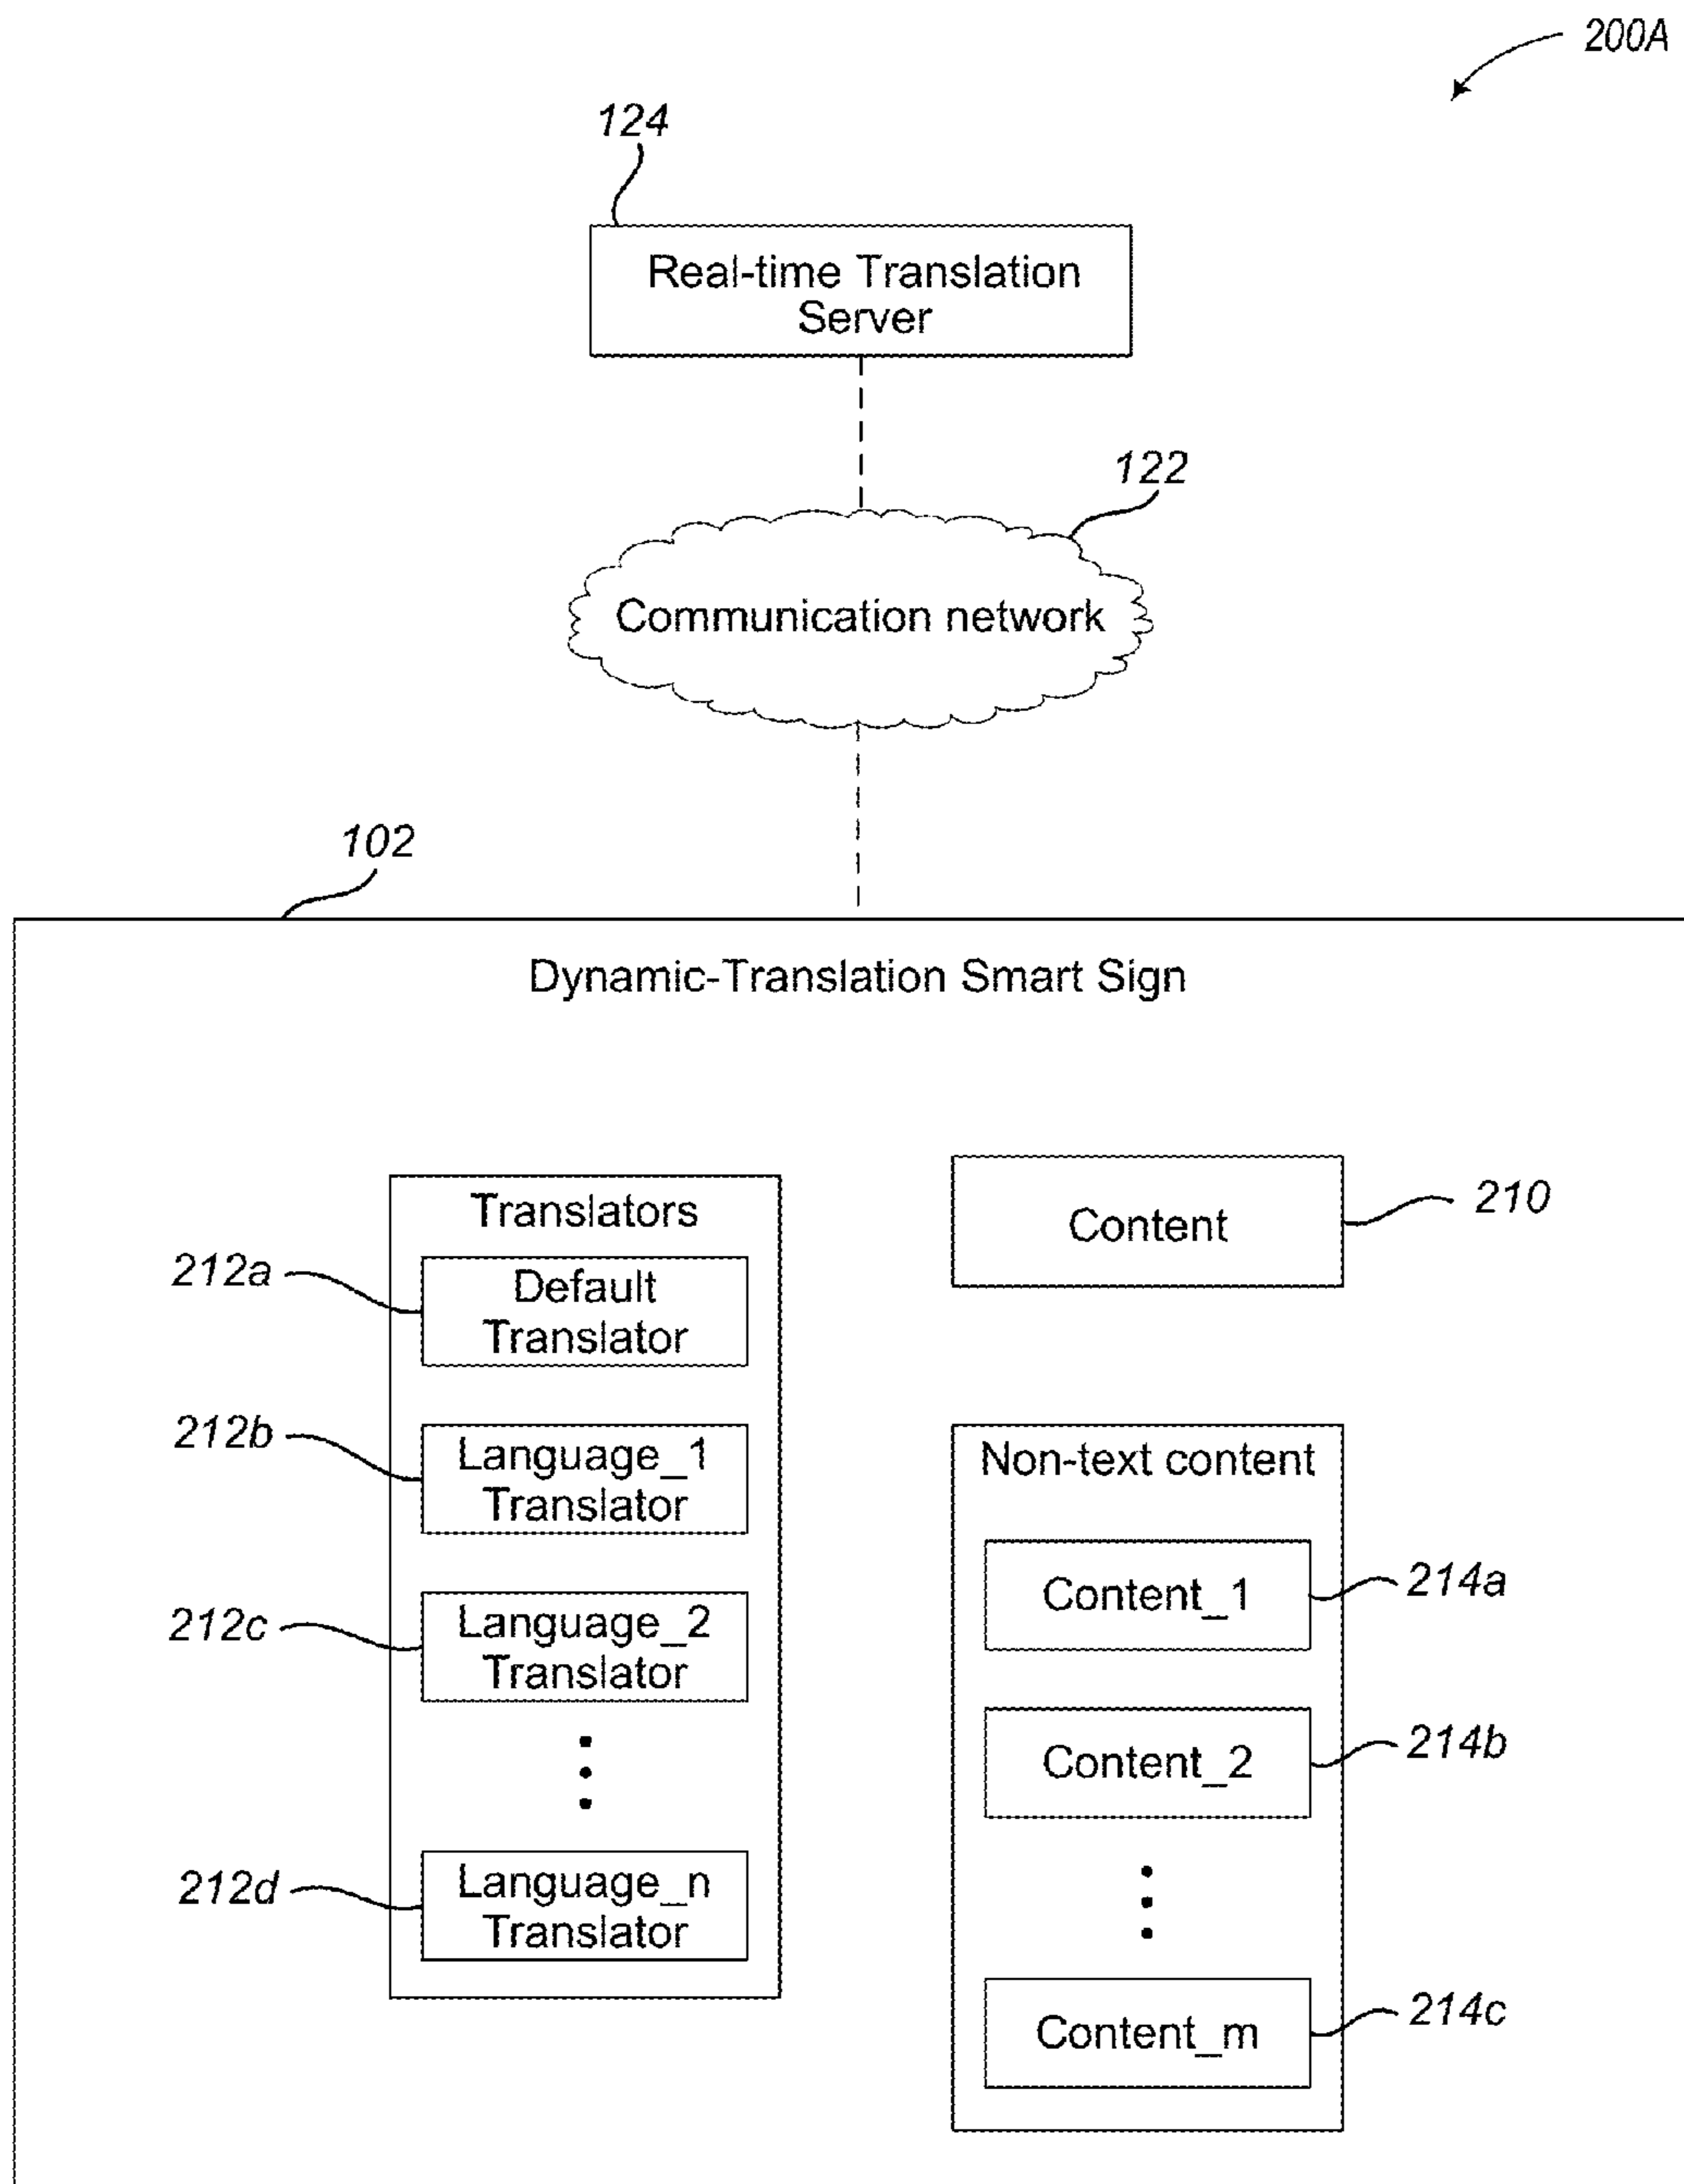 200A
124
Real-time Translation
Server
122
Communication network
102
Dynamic-Translation Smart Sign
Translators
212a
Default
Translator
212b
Language_1
Translator
212c
Language_2
Translator
212d
Language_n
Translator
Content
210
Non-text content
Content_1
214a
Content_2
214b
Content_m
214c